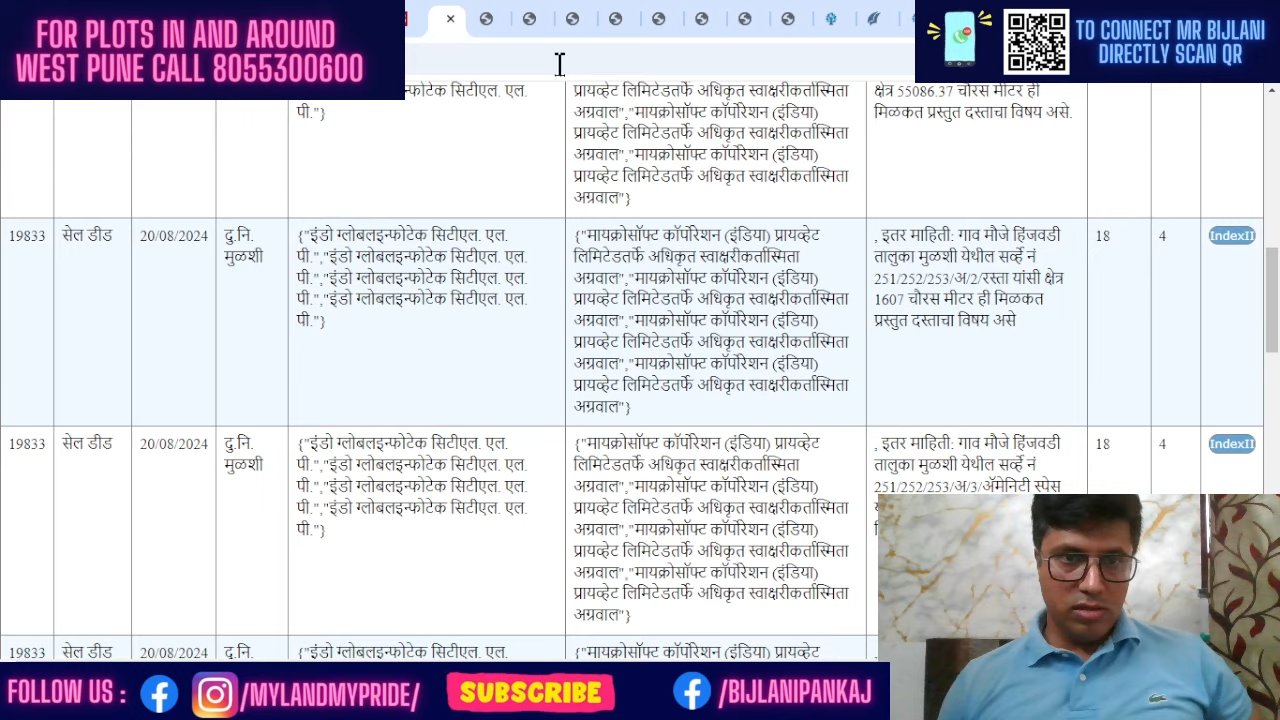 FOR PLOTS IN AND AROUND
WEST PUNE CALL 8055300600
TO CONNECT MR BIJLANI
DIRECTLY SCAN QR
न्फोटेक सिटीएल. एल.
पी."}
प्रायव्हेट लिमिटेडतर्फे अधिकृत स्वाक्षरीकर्तास्मिता
अग्रवाल","मायक्रोसॉफ्ट कॉर्पोरेशन (इंडिया)
प्रायव्हेट लिमिटेडतर्फे अधिकृत स्वाक्षरीकर्तास्मिता
अग्रवाल","मायक्रोसॉफ्ट कॉर्पोरेशन (इंडिया)
प्रायव्हेट लिमिटेडतर्फे अधिकृत स्वाक्षरीकर्तास्मिता
अग्रवाल"}
क्षेत्र 55086.37 चौरस मीटर ही
मिळकत प्रस्तुत दस्ताचा विषय असे.
19833
सेल डीड
20/08/2024
दु.नि.
मुळशी
{"इंडो ग्लोबलइन्फोटेक सिटीएल. एल.
पी.","इंडो ग्लोबलइन्फोटेक सिटीएल. एल.
पी.","इंडो ग्लोबलइन्फोटेक सिटीएल. एल.
पी.","इंडो ग्लोबलइन्फोटेक सिटीएल. एल.
पी."}
{"मायक्रोसॉफ्ट कॉर्पोरेशन (इंडिया) प्रायव्हेट
लिमिटेडतर्फे अधिकृत स्वाक्षरीकर्तास्मिता
अग्रवाल","मायक्रोसॉफ्ट कॉर्पोरेशन (इंडिया)
प्रायव्हेट लिमिटेडतर्फे अधिकृत स्वाक्षरीकर्तास्मिता
अग्रवाल","मायक्रोसॉफ्ट कॉर्पोरेशन (इंडिया)
प्रायव्हेट लिमिटेडतर्फे अधिकृत स्वाक्षरीकर्तास्मिता
अग्रवाल","मायक्रोसॉफ्ट कॉर्पोरेशन (इंडिया)
प्रायव्हेट लिमिटेडतर्फे अधिकृत स्वाक्षरीकर्तास्मिता
अग्रवाल"}
, इतर माहिती: गाव मौजे हिंजवडी
तालुका मुळशी येथील सर्व्हे नं
251/252/253/अ/2/रस्ता यांसी क्षेत्र
1607 चौरस मीटर ही मिळकत
प्रस्तुत दस्ताचा विषय असे
18
4
IndexII
19833
सेल डीड
20/08/2024
दु.नि.
मुळशी
{"इंडो ग्लोबलइन्फोटेक सिटीएल. एल.
पी.","इंडो ग्लोबलइन्फोटेक सिटीएल. एल.
पी.","इंडो ग्लोबलइन्फोटेक सिटीएल. एल.
पी.","इंडो ग्लोबलइन्फोटेक सिटीएल. एल.
पी."}
{"मायक्रोसॉफ्ट कॉर्पोरेशन (इंडिया) प्रायव्हेट
लिमिटेडतर्फे अधिकृत स्वाक्षरीकर्तास्मिता
अग्रवाल","मायक्रोसॉफ्ट कॉर्पोरेशन (इंडिया)
प्रायव्हेट लिमिटेडतर्फे अधिकृत स्वाक्षरीकर्तास्मिता
अग्रवाल","मायक्रोसॉफ्ट कॉर्पोरेशन (इंडिया)
प्रायव्हेट लिमिटेडतर्फे अधिकृत स्वाक्षरीकर्तास्मिता
अग्रवाल","मायक्रोसॉफ्ट कॉर्पोरेशन (इंडिया)
प्रायव्हेट लिमिटेडतर्फे अधिकृत स्वाक्षरीकर्तास्मिता
अग्रवाल"}
, इतर माहिती: गाव मौजे हिंजवडी
तालुका मुळशी येथील सर्व्हे नं
251/252/253/अ/3/ॲमेनिटी स्पेस
18
4
IndexII
19833
सेल डीड
20/08/2024
दु.नि.
{"इंडो ग्लोबलइन्फोटेक सिटीएल. एल.
{"मायक्रोसॉफ्ट कॉर्पोरेशन (इंडिया) प्रायव्हेट
FOLLOW US :
/MYLANDMYPRIDE/
SUBSCRIBE
/BIJLANIPANKAJ